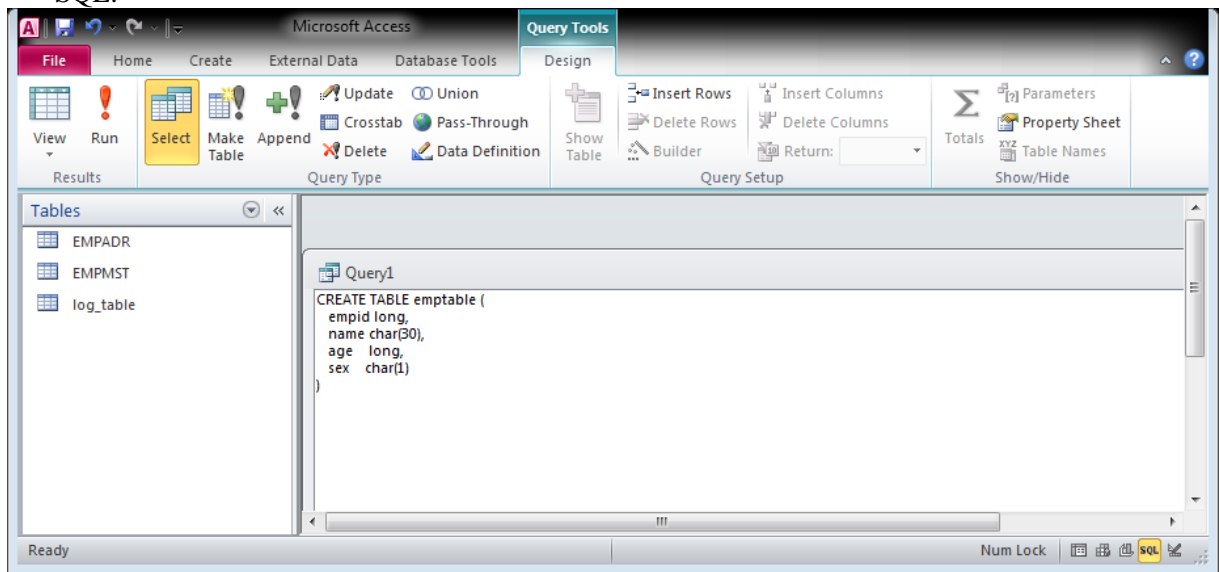 SQL:
Microsoft Access
Query Tools
File Home Create External Data Database Tools Design
View Run Select Make Table Append Update Union Crosstab Pass-Through Delete Data Definition Show Table Insert Rows Delete Rows Builder Insert Columns Delete Columns Return: Totals Parameters Property Sheet Table Names
Results Query Type Query Setup Show/Hide
Tables
EMPADR
EMPMST
log_table
Query1
CREATE TABLE emptable (
empid long,
name char(30),
age long,
sex char(1)
)
Ready Num Lock SQL